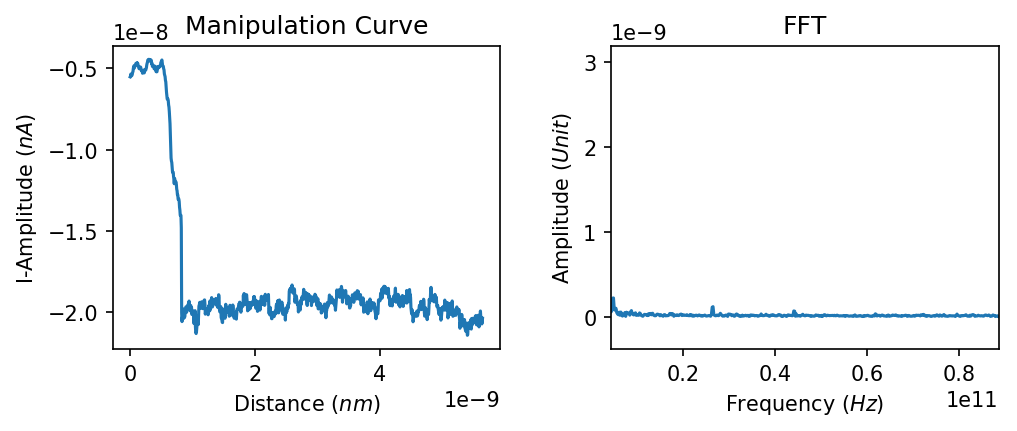 Manipulation Curve
1e−8
−0.5
−1.0
−1.5
−2.0
I-Amplitude (nA)
0
2
4
1e−9
Distance (nm)
FFT
1e−9
3
2
1
0
Amplitude (Unit)
0.2
0.4
0.6
0.8
1e11
Frequency (Hz)